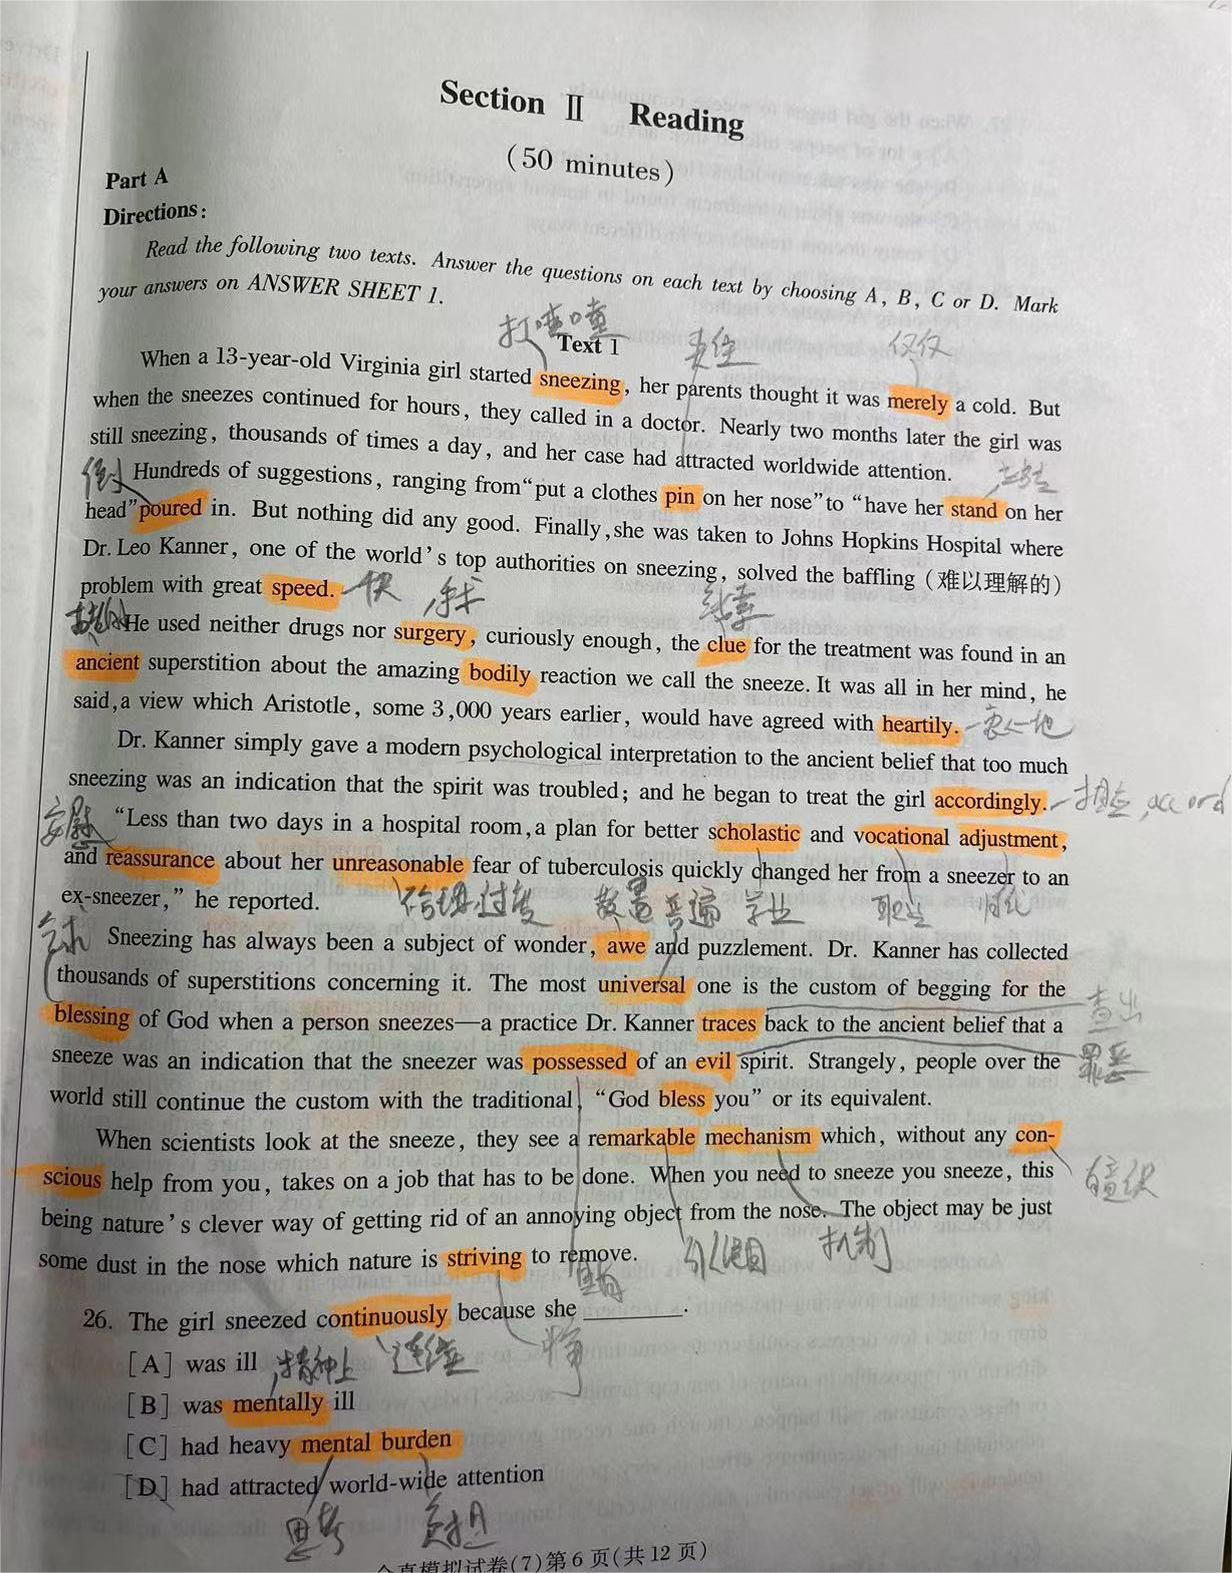 Section Ⅱ Reading
(50 minutes)
Part A
Directions:
Read the following two texts. Answer the questions on each text by choosing A, B, C or D. Mark
your answers on ANSWER SHEET 1.
打喷嚏
Text 1
仅仅
When a 13-year-old Virginia girl started sneezing, her parents thought it was merely a cold. But
when the sneezes continued for hours, they called in a doctor. Nearly two months later the girl was
still sneezing, thousands of times a day, and her case had attracted worldwide attention.
Hundreds of suggestions, ranging from“put a clothes pin on her nose”to “have her stand on her
head”poured in. But nothing did any good. Finally,she was taken to Johns Hopkins Hospital where
Dr. Leo Kanner, one of the world’s top authorities on sneezing, solved the baffling (难以理解的)
problem with great speed.
快
手术
线索
He used neither drugs nor surgery, curiously enough, the clue for the treatment was found in an
ancient superstition about the amazing bodily reaction we call the sneeze. It was all in her mind, he
said,a view which Aristotle, some 3,000 years earlier, would have agreed with heartily.
Dr. Kanner simply gave a modern psychological interpretation to the ancient belief that too much
sneezing was an indication that the spirit was troubled; and he began to treat the girl accordingly.
accord
安慰
“Less than two days in a hospital room,a plan for better scholastic and vocational adjustment,
and reassurance about her unreasonable fear of tuberculosis quickly changed her from a sneezer to an
ex-sneezer,” he reported.
普遍
学业
职业
Sneezing has always been a subject of wonder, awe and puzzlement. Dr. Kanner has collected
thousands of superstitions concerning it. The most universal one is the custom of begging for the
blessing of God when a person sneezes—a practice Dr. Kanner traces back to the ancient belief that a
查出
sneeze was an indication that the sneezer was possessed of an evil spirit. Strangely, people over the
罪恶
world still continue the custom with the traditional “God bless you” or its equivalent.
When scientists look at the sneeze, they see a remarkable mechanism which, without any con-
scious help from you, takes on a job that has to be done. When you need to sneeze you sneeze, this
being nature’s clever way of getting rid of an annoying object from the nose. The object may be just
some dust in the nose which nature is striving to remove.
引人注目
机制
26. The girl sneezed continuously because she ________.
[A] was ill
精神上
连续
[B] was mentally ill
[C] had heavy mental burden
[D] had attracted world-wide attention
思考
负担
全真模拟试卷(7)第 6 页(共 12 页)